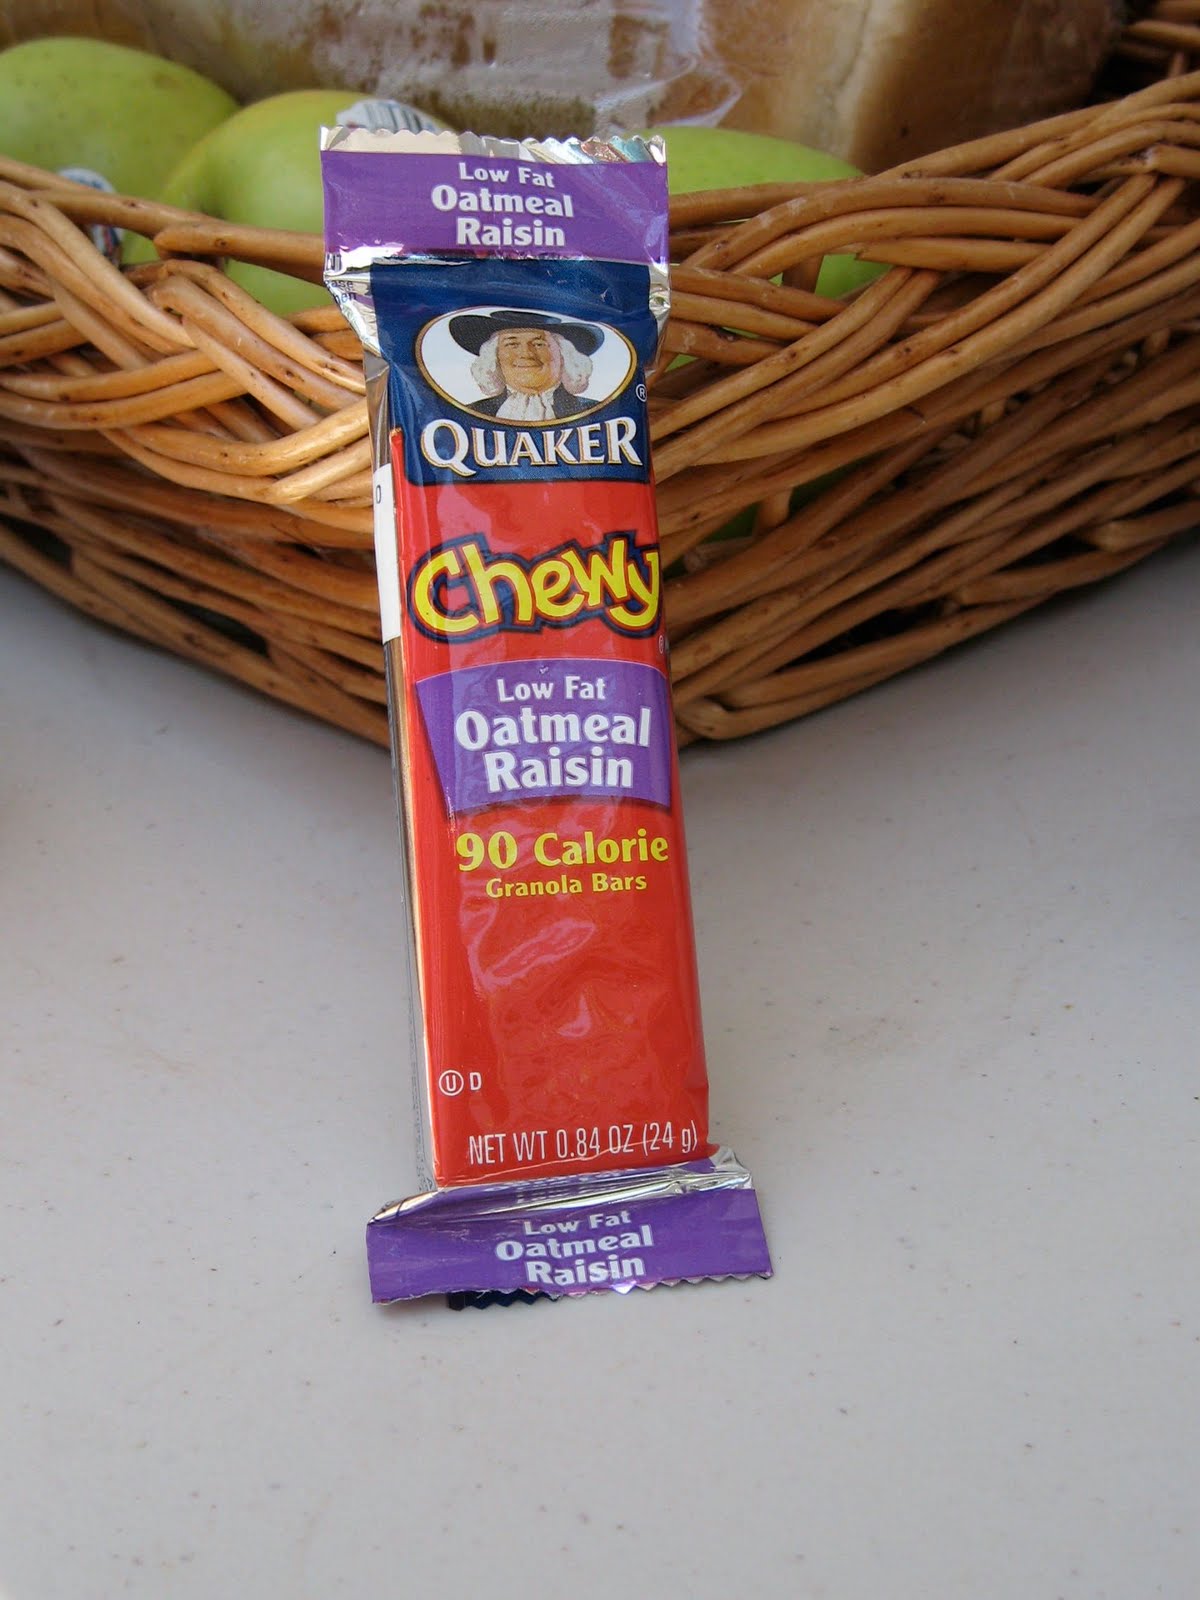 Low Fat
Oatmeal
Raisin
QUAKER
®
Chewy
Low Fat
Oatmeal
Raisin
90 Calorie
Granola Bars
Ⓤ D
NET WT 0.84 OZ (24 g)
Low Fat
Oatmeal
Raisin